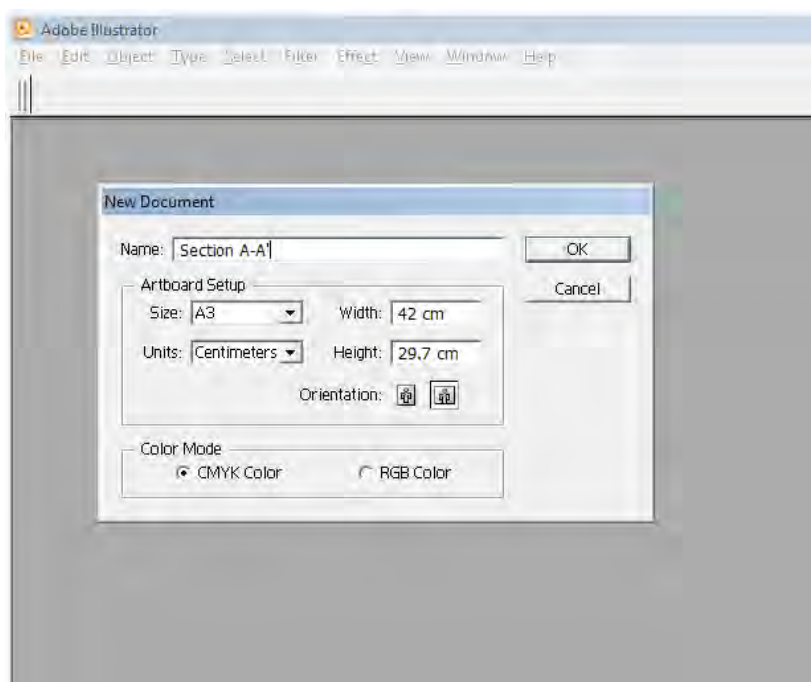 Adobe Illustrator
File Edit Object Type Select Filter Effect View Window Help
New Document
Name: Section A-A' OK
Artboard Setup Cancel
Size: A3 Width: 42 cm
Units: Centimeters Height: 29.7 cm
Orientation:
Color Mode
CMYK Color RGB Color